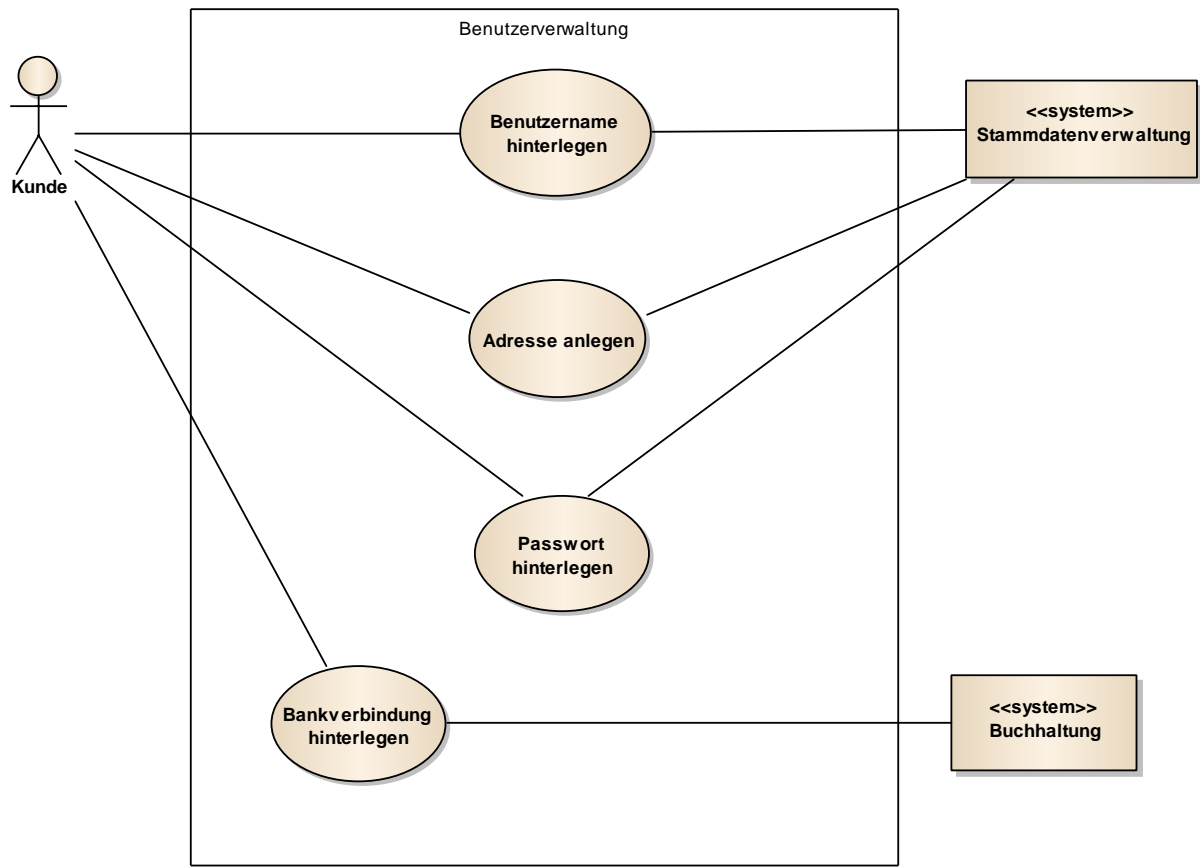 Benutzerverwaltung
Benutzername
hinterlegen
<<system>>
Stammdatenverwaltung
Kunde
Adresse anlegen
Passwort
hinterlegen
Bankverbindung
hinterlegen
<<system>>
Buchhaltung